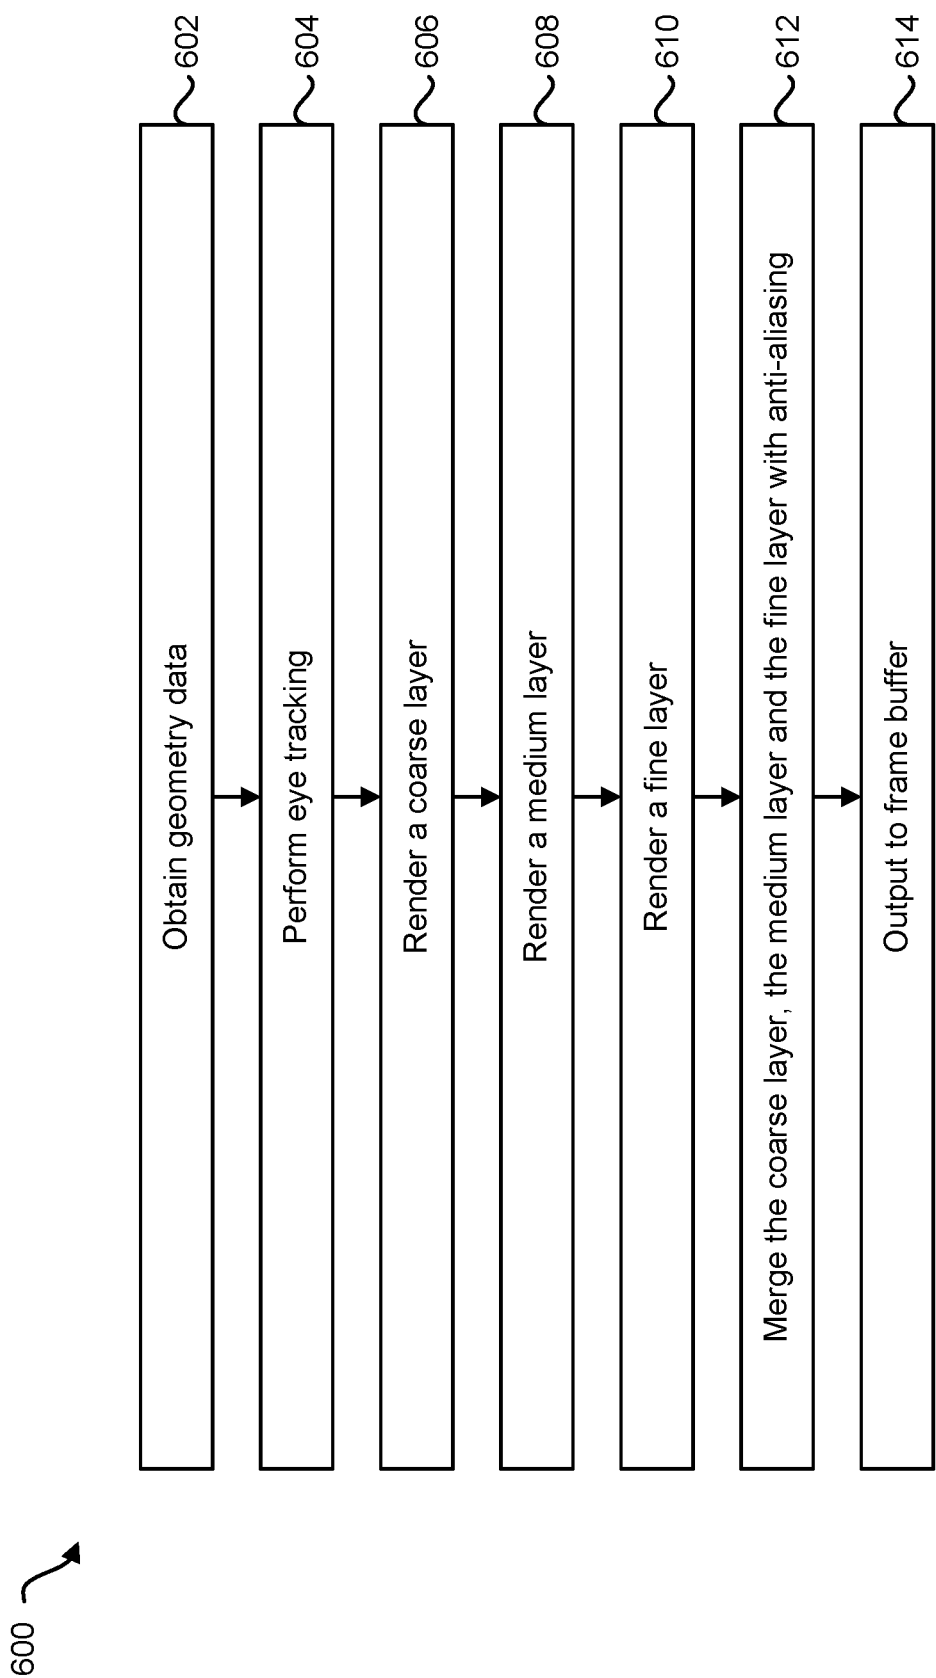 600
Obtain geometry data
602
Perform eye tracking
604
Render a coarse layer
606
Render a medium layer
608
Render a fine layer
610
Merge the coarse layer, the medium layer and the fine layer with anti-aliasing
612
Output to frame buffer
614